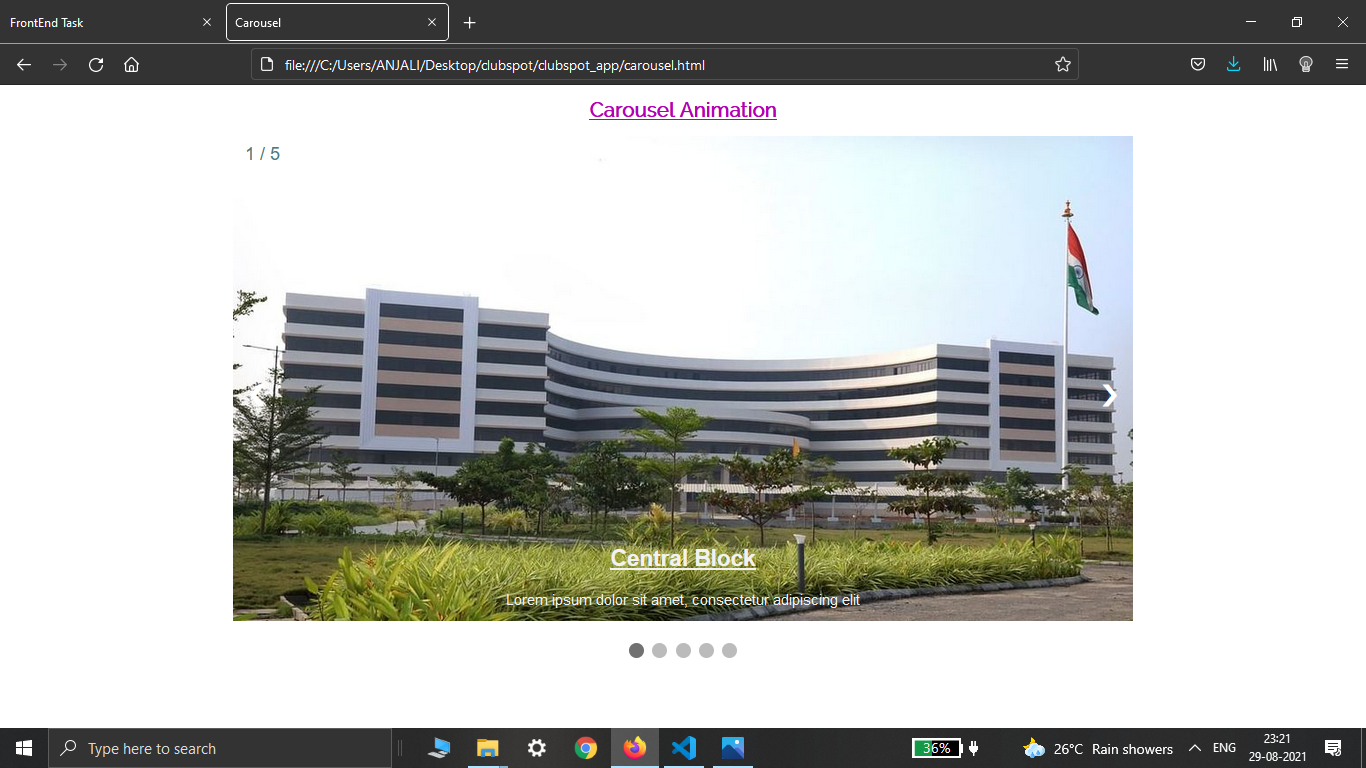 FrontEnd Task
Carousel
file:///C:/Users/ANJALI/Desktop/clubspot/clubspot_app/carousel.html
Carousel Animation
1 / 5
Central Block
Lorem ipsum dolor sit amet, consectetur adipiscing elit
Type here to search
36%
26°C Rain showers
ENG
23:21
29-08-2021